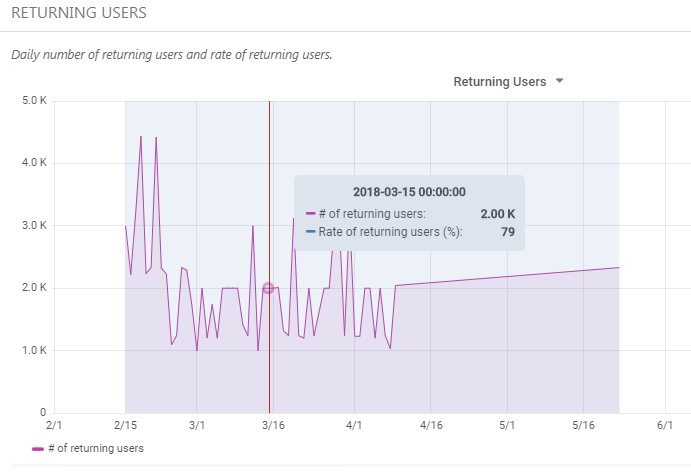 RETURNING USERS
Daily number of returning users and rate of returning users.
Returning Users
5.0 K
4.0 K
3.0 K
2.0 K
1.0 K
0
2018-03-15 00:00:00
# of returning users: 2.00 K
Rate of returning users (%): 79
2/1 2/15 3/1 3/16 4/1 4/16 5/1 5/16 6/1
# of returning users